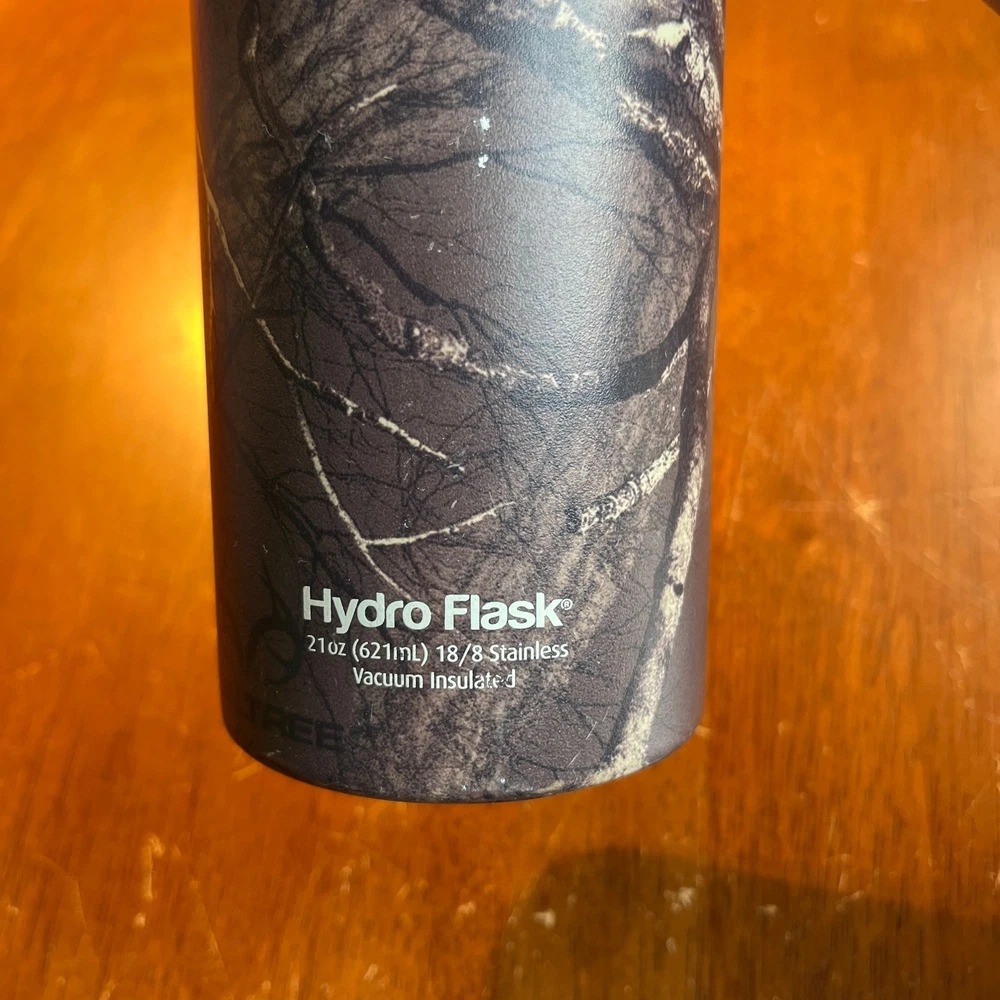 Hydro Flask®
21oz (621mL) 18/8 Stainless
Vacuum Insulated